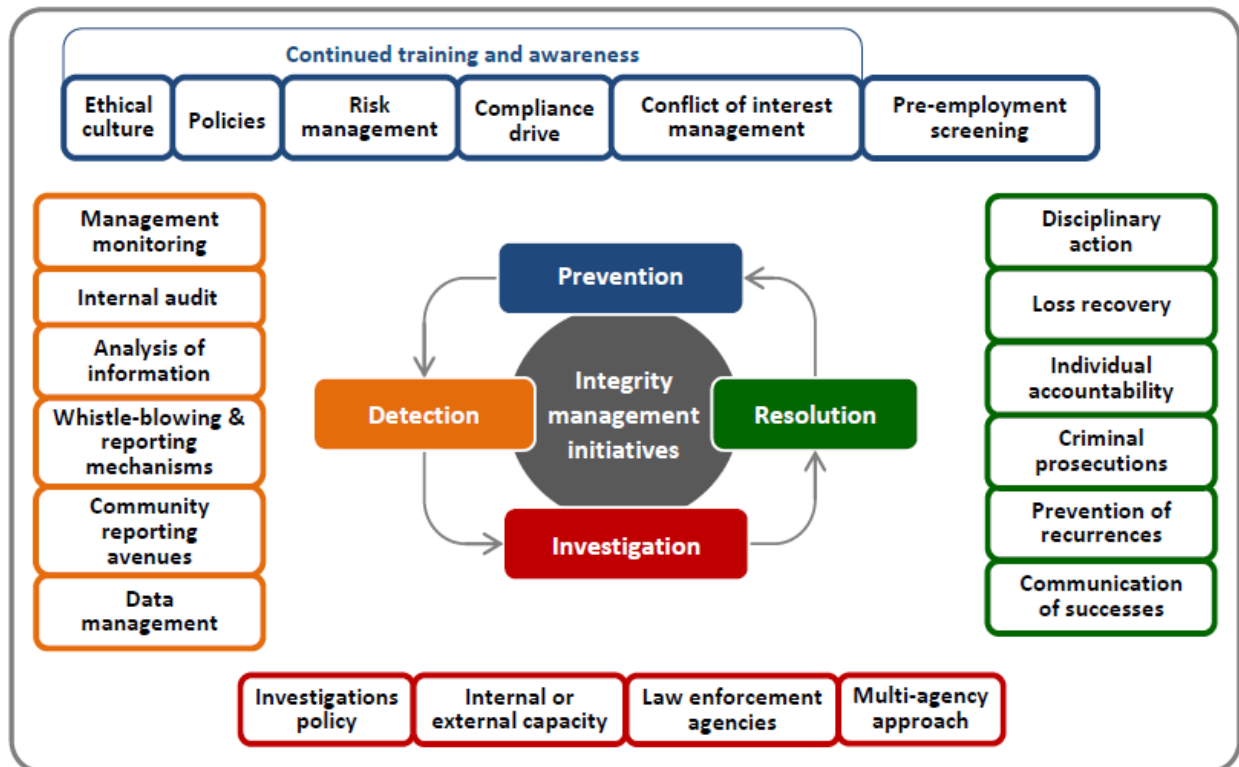 Continued training and awareness
Ethical
culture
Policies
Risk
management
Compliance
drive
Conflict of interest
management
Pre-employment
screening
Management
monitoring
Internal audit
Analysis of
information
Whistle-blowing &
reporting
mechanisms
Community
reporting
avenues
Data
management
Prevention
Detection
Integrity
management
initiatives
Resolution
Investigation
Disciplinary
action
Loss recovery
Individual
accountability
Criminal
prosecutions
Prevention of
recurrences
Communication
of successes
Investigations
policy
Internal or
external capacity
Law enforcement
agencies
Multi-agency
approach